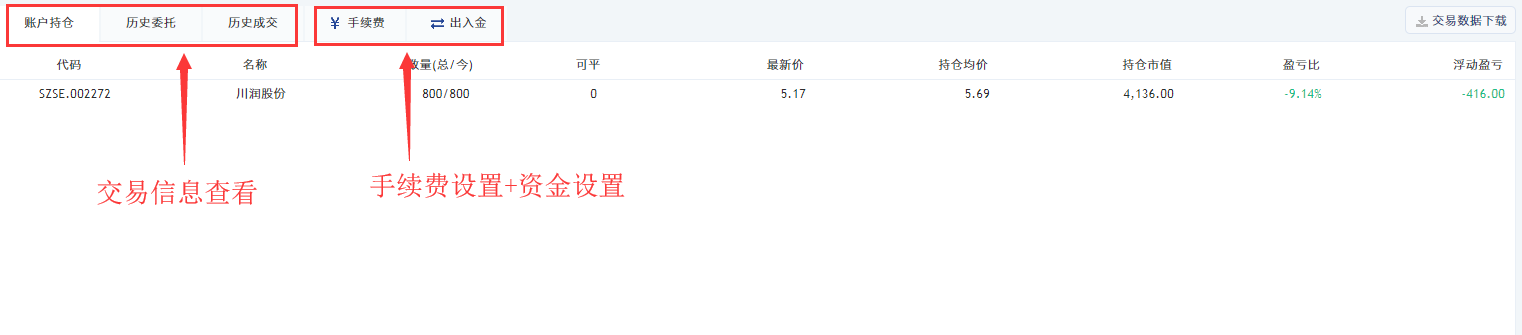 账户持仓 历史委托 历史成交 ¥ 手续费 出入金 交易数据下载
代码 名称 数量(总/今) 可平 最新价 持仓均价 持仓市值 盈亏比 浮动盈亏
SZSE.002272 川润股份 800/800 0 5.17 5.69 4,136.00 -9.14% -416.00
交易信息查看 手续费设置+资金设置